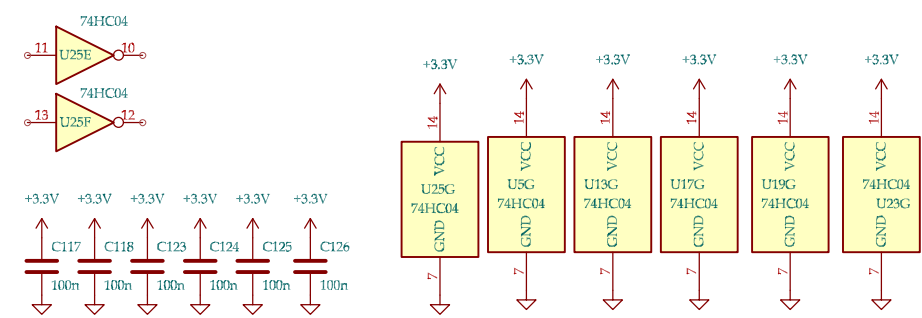 74HC04
11 U25E 10
74HC04
13 U25F 12
+3.3V +3.3V +3.3V +3.3V +3.3V +3.3V
C117 C118 C123 C124 C125 C126
100n 100n 100n 100n 100n 100n
+3.3V +3.3V +3.3V +3.3V +3.3V +3.3V
14 14 14 14 14 14
VCC VCC VCC VCC VCC VCC
U25G U5G U13G U17G U19G 74HC04
74HC04 74HC04 74HC04 74HC04 74HC04 U23G
GND GND GND GND GND GND
7 7 7 7 7 7